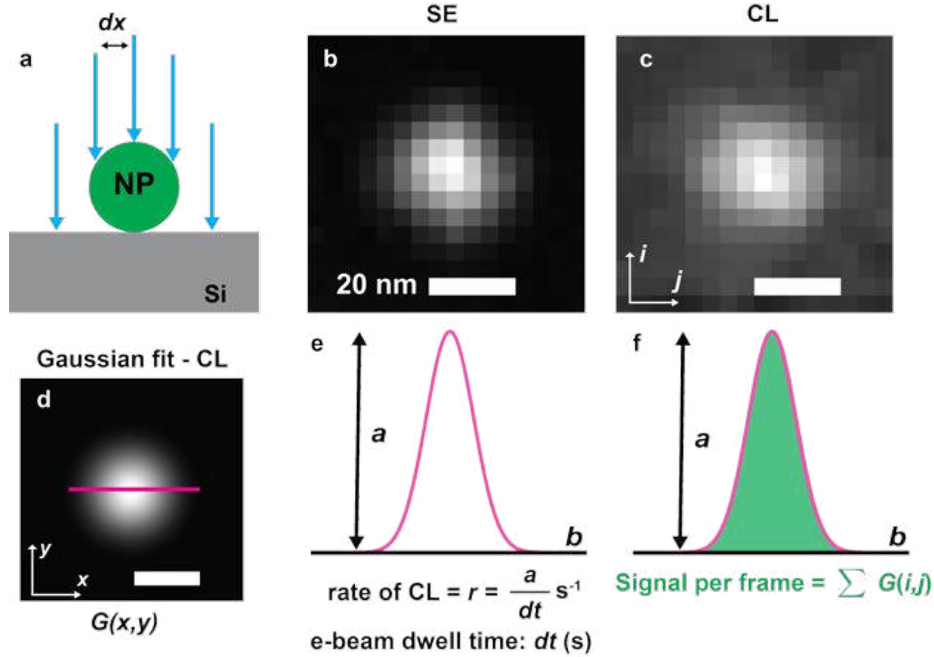 SE
CL
dx
a
NP
Si
b
20 nm
c
i
j
Gaussian fit - CL
d
y
x
G(x,y)
e
a
b
rate of CL = r = a/dt s⁻¹
e-beam dwell time: dt (s)
f
a
b
Signal per frame = ∑ G(i,j)